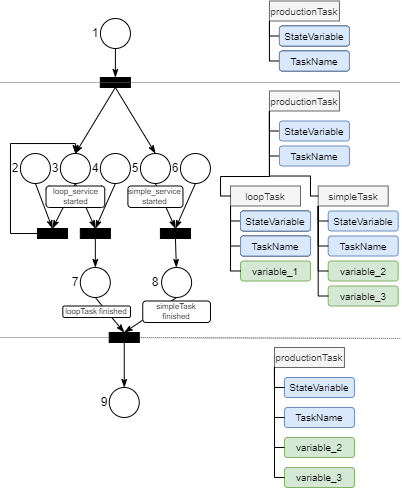 1
productionTask
StateVariable
TaskName
productionTask
StateVariable
TaskName
2
3
4
5
6
loop_service
started
simple_service
started
loopTask
StateVariable
TaskName
variable_1
simpleTask
StateVariable
TaskName
variable_2
variable_3
7
8
loopTask finished
simpleTask
finished
9
productionTask
StateVariable
TaskName
variable_2
variable_3